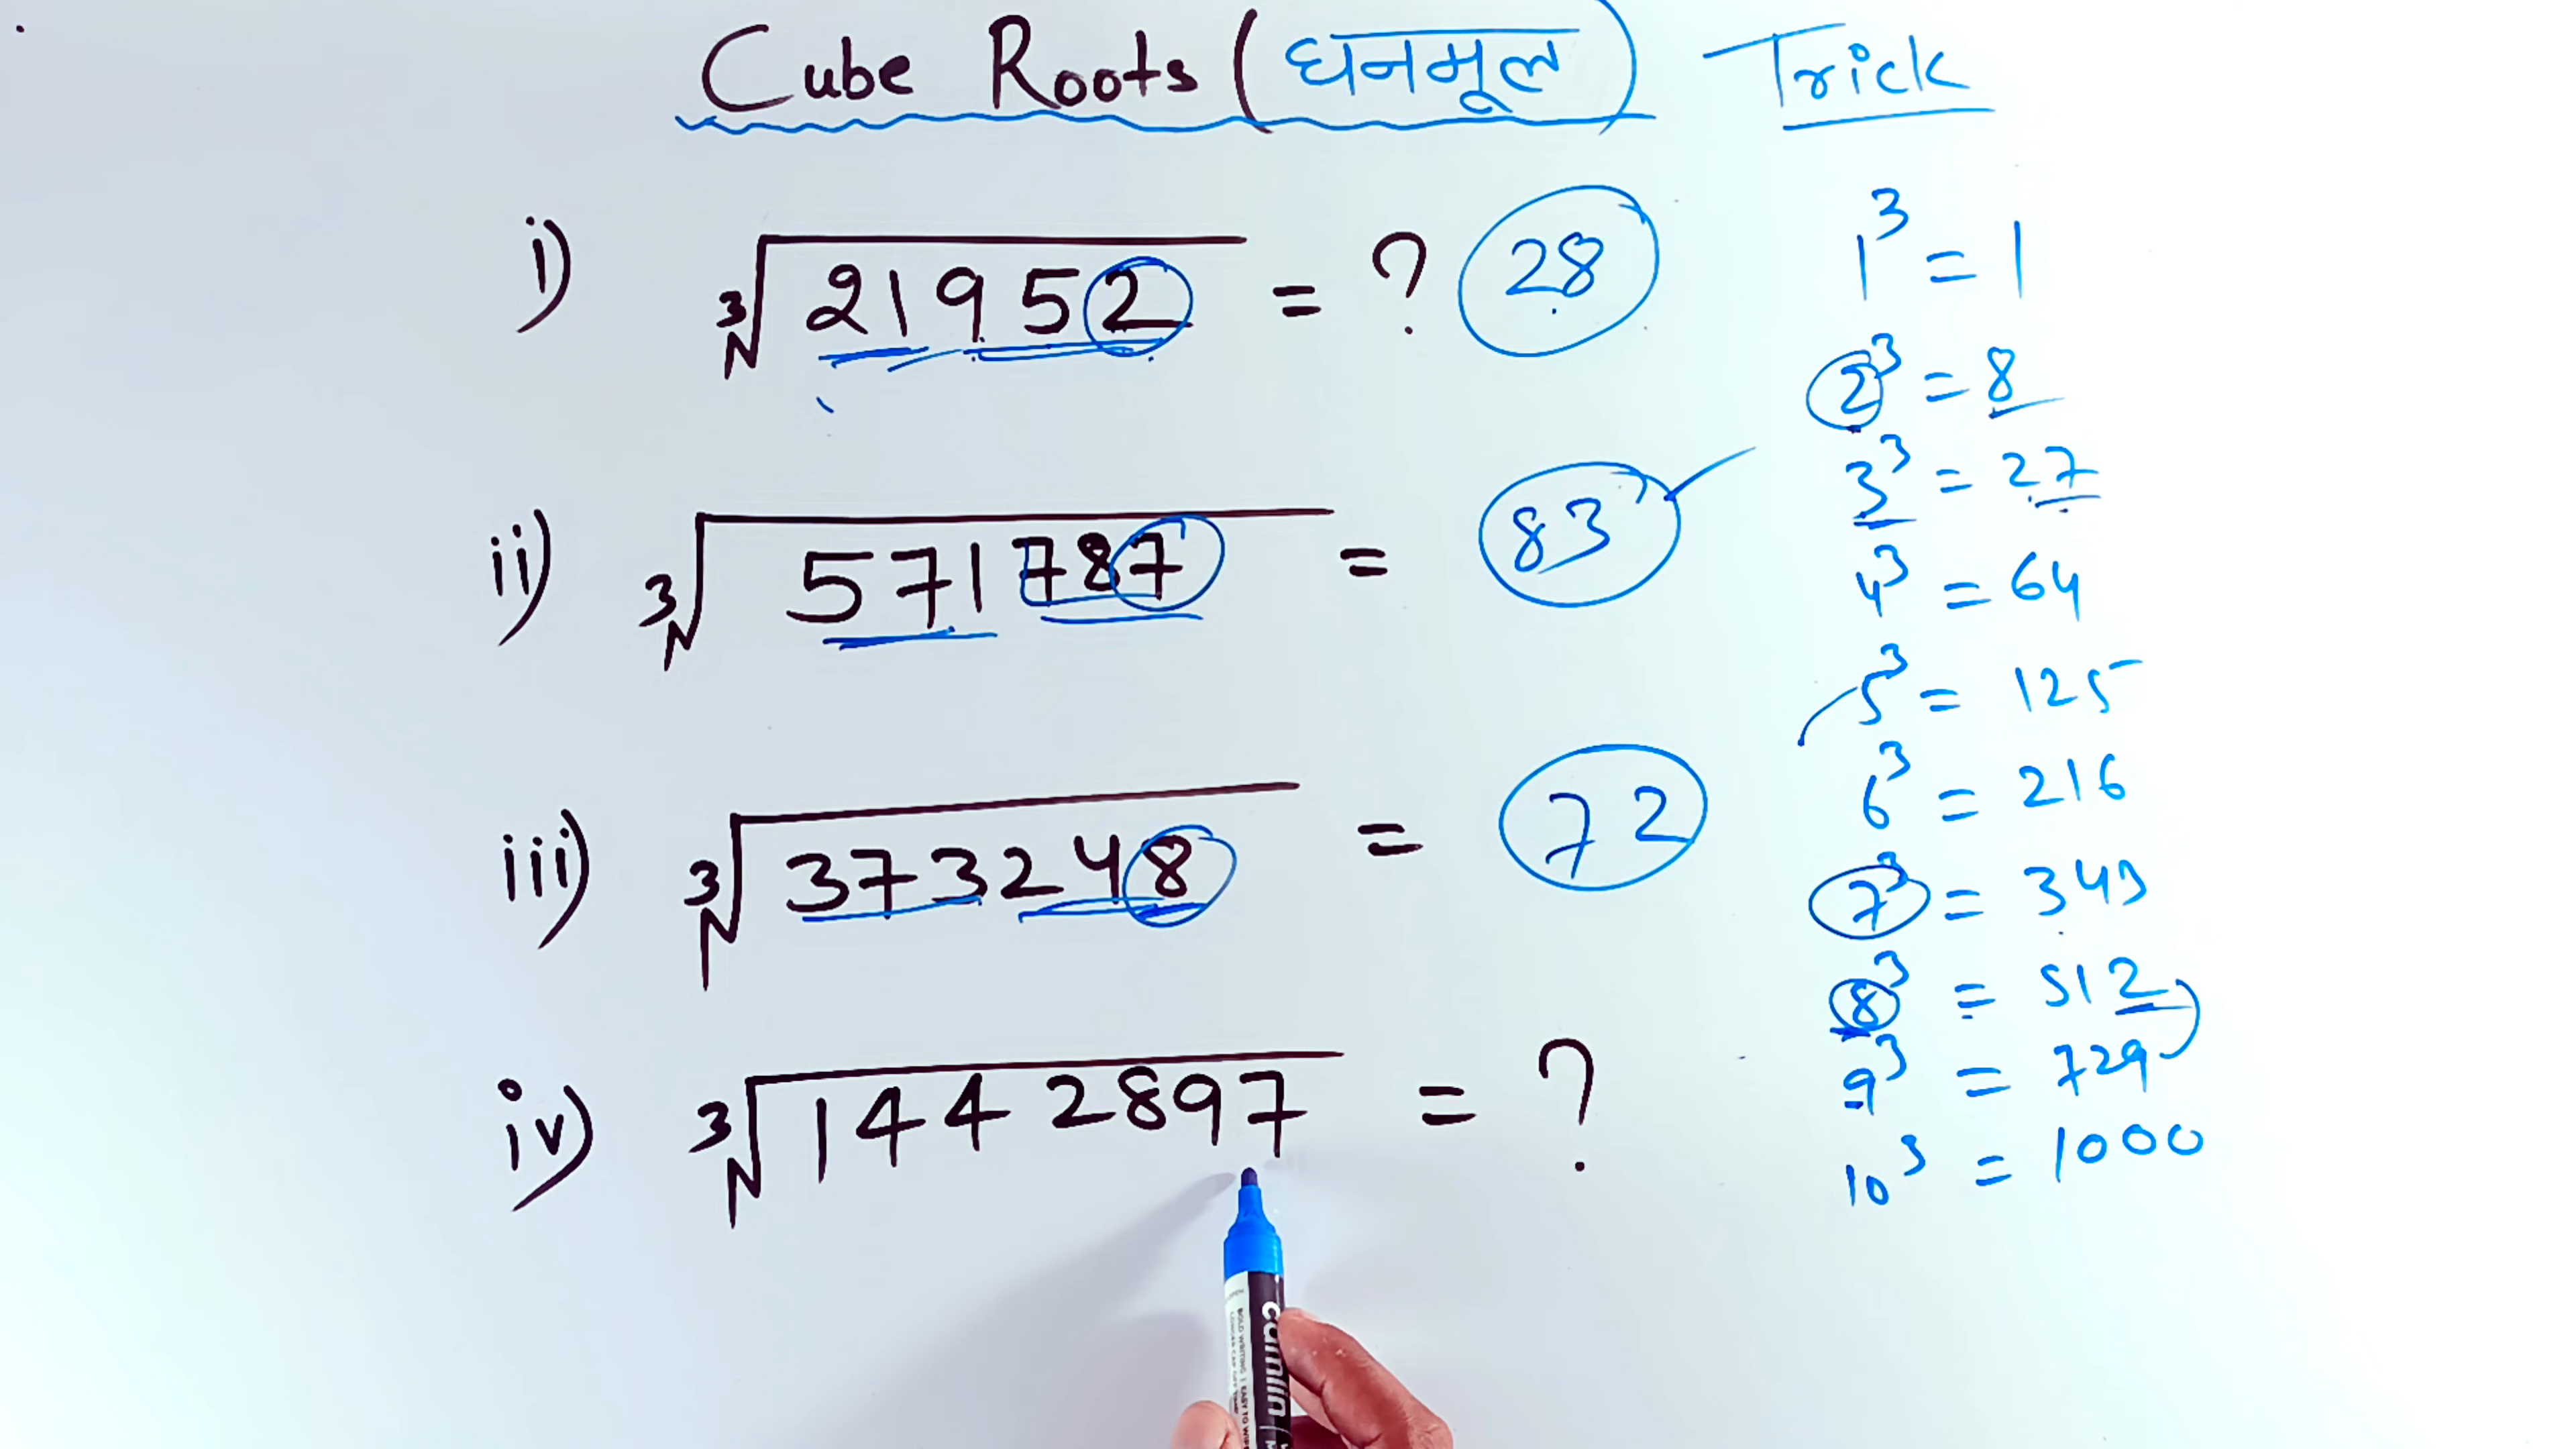 Cube Roots (घनमूल) Trick
i) ∛21952 = ? 28
ii) ∛571787 = 83
iii) ∛373248 = 72
iv) ∛1442897 = ?
1³ = 1
2³ = 8
3³ = 27
4³ = 64
5³ = 125
6³ = 216
7³ = 343
8³ = 512
9³ = 729
10³ = 1000
camlin